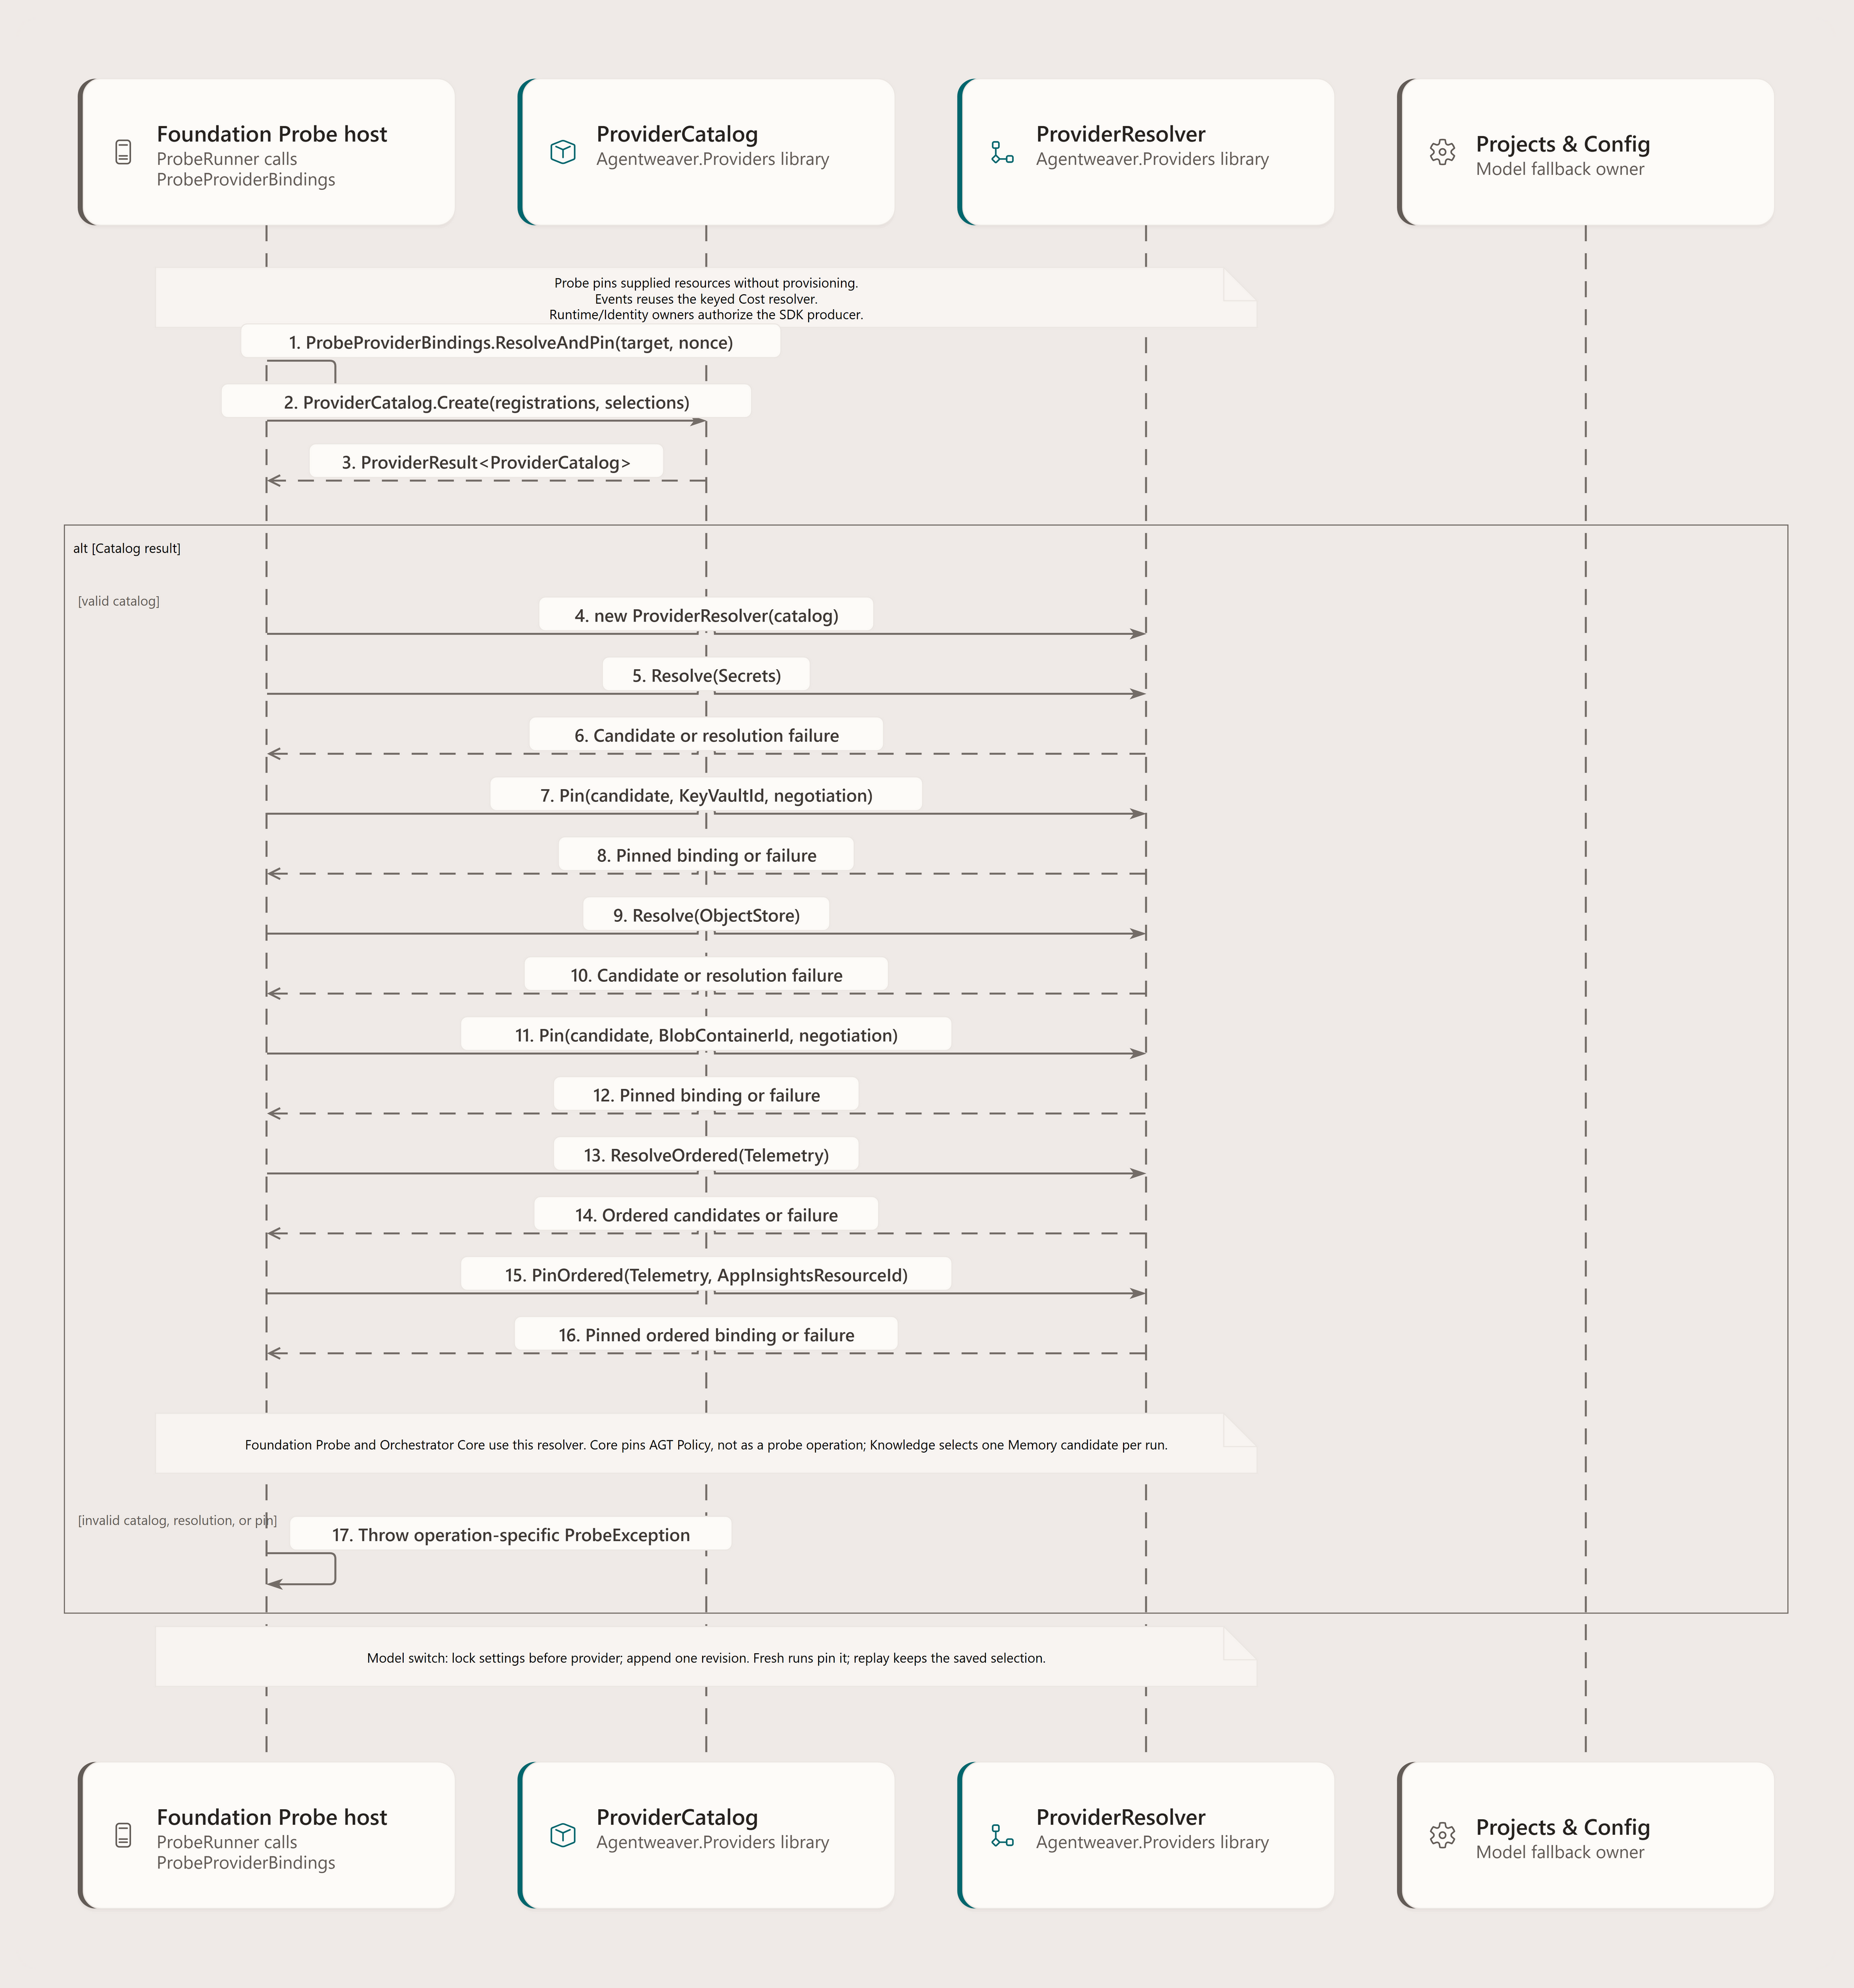 Foundation Probe host
ProbeRunner calls
ProbeProviderBindings
ProviderCatalog
Agentweaver.Providers library
ProviderResolver
Agentweaver.Providers library
Projects & Config
Model fallback owner
Probe pins supplied resources without provisioning.
Events reuses the keyed Cost resolver.
Runtime/Identity owners authorize the SDK producer.
1. ProbeProviderBindings.ResolveAndPin(target, nonce)
2. ProviderCatalog.Create(registrations, selections)
3. ProviderResult<ProviderCatalog>
alt [Catalog result]
[valid catalog]
4. new ProviderResolver(catalog)
5. Resolve(Secrets)
6. Candidate or resolution failure
7. Pin(candidate, KeyVaultId, negotiation)
8. Pinned binding or failure
9. Resolve(ObjectStore)
10. Candidate or resolution failure
11. Pin(candidate, BlobContainerId, negotiation)
12. Pinned binding or failure
13. ResolveOrdered(Telemetry)
14. Ordered candidates or failure
15. PinOrdered(Telemetry, AppInsightsResourceId)
16. Pinned ordered binding or failure
Foundation Probe and Orchestrator Core use this resolver. Core pins AGT Policy, not as a probe operation; Knowledge selects one Memory candidate per run.
[invalid catalog, resolution, or pin]
17. Throw operation-specific ProbeException
Model switch: lock settings before provider; append one revision. Fresh runs pin it; replay keeps the saved selection.
Foundation Probe host
ProbeRunner calls
ProbeProviderBindings
ProviderCatalog
Agentweaver.Providers library
ProviderResolver
Agentweaver.Providers library
Projects & Config
Model fallback owner